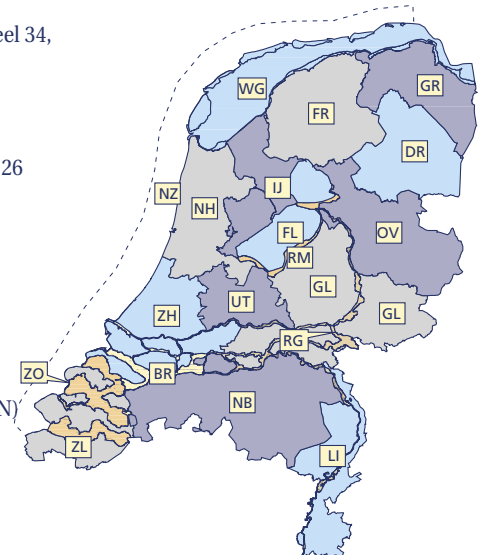 eel 34,
WG
GR
FR
DR
26
NZ
NH
IJ
FL
OV
RM
GL
UT
ZH
GL
RG
ZO
BR
NB
N)
ZL
LI